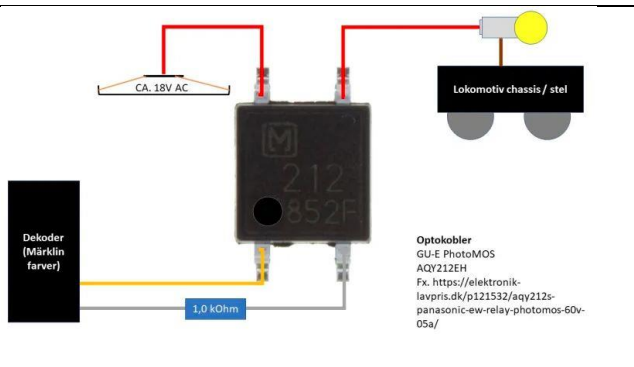 CA. 18V AC
Lokomotiv chassis / stel
M
212
852F
Dekoder
(Märklin
farver)
1,0 kOhm
Optokobler
GU-E PhotoMOS
AQY212EH
Fx. https://elektronik-
lavpris.dk/p121532/aqy212s-
panasonic-ew-relay-photomos-60v-
05a/